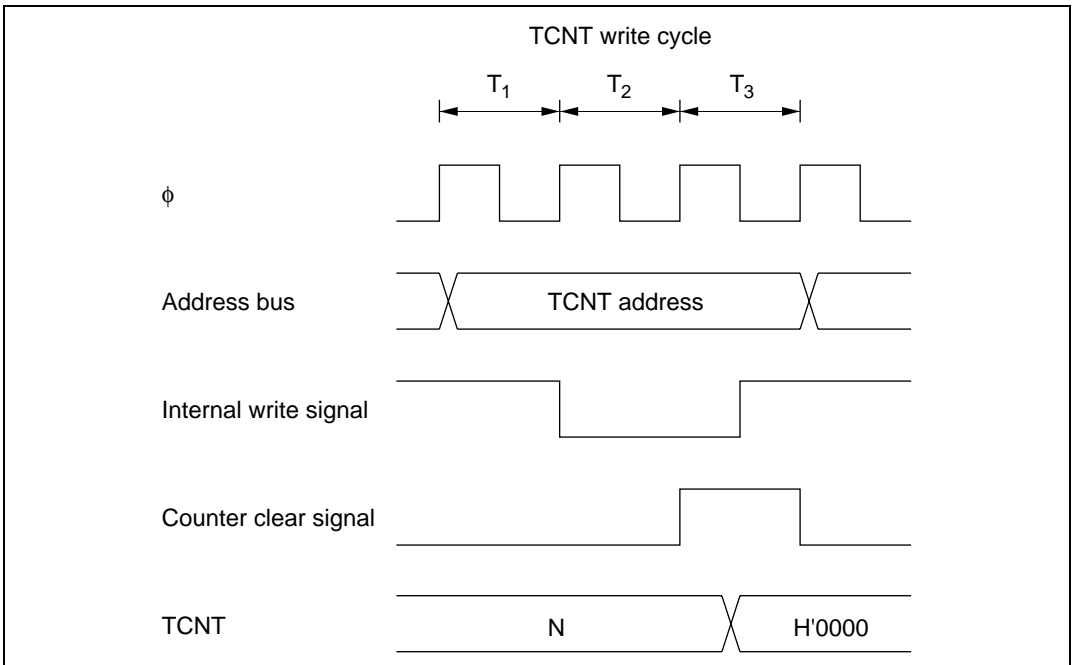 TCNT write cycle
T1 T2 T3
ϕ
Address bus TCNT address
Internal write signal
Counter clear signal
TCNT N H'0000